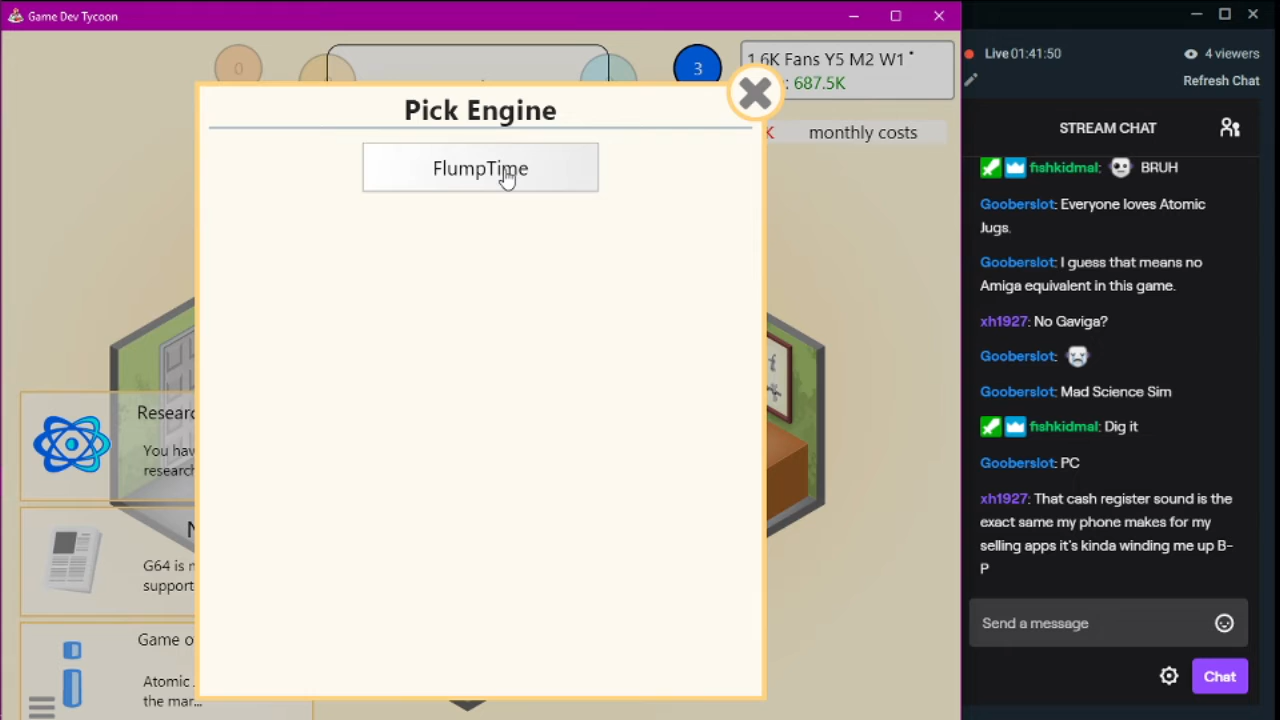 Game Dev Tycoon
0
3
1.6K Fans Y5 M2 W1
: 687.5K
K monthly costs
Pick Engine
FlumpTime
Researc
You hav
research
N
G64 is n
support
Game o
Atomic
the mar...
Live 01:41:50
4 viewers
Refresh Chat
STREAM CHAT
fishkidmal: BRUH
Gooberslot: Everyone loves Atomic
Jugs.
Gooberslot: I guess that means no
Amiga equivalent in this game.
xh1927: No Gaviga?
Gooberslot:
Gooberslot: Mad Science Sim
fishkidmal: Dig it
Gooberslot: PC
xh1927: That cash register sound is the
exact same my phone makes for my
selling apps it's kinda winding me up B-
P
Send a message
Chat